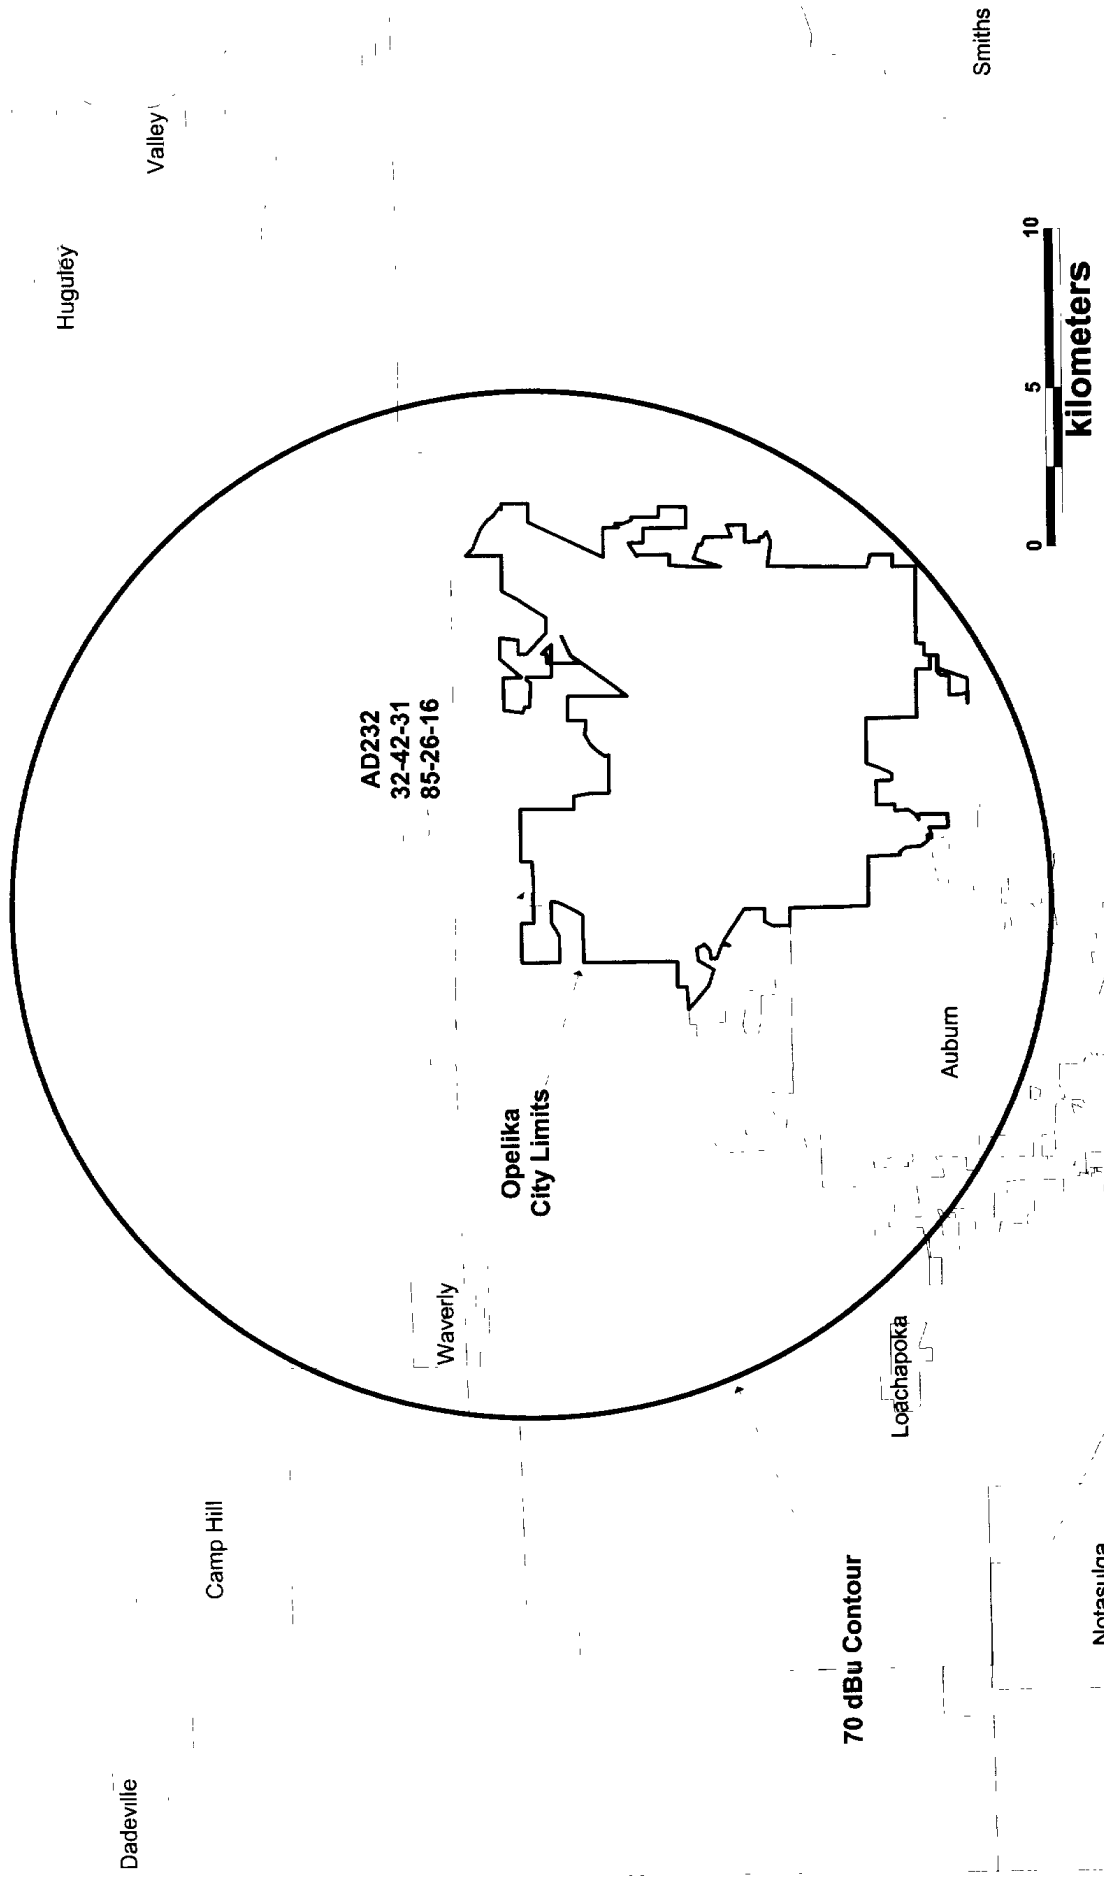 Dadeville
Camp Hill
Huguley
Valley
Waverly
AD232
32-42-31
85-26-16
Opelika
City Limits
70 dBu Contour
Loachapoka
Auburn
Smiths
Notasulga
0
5
10
kilometers